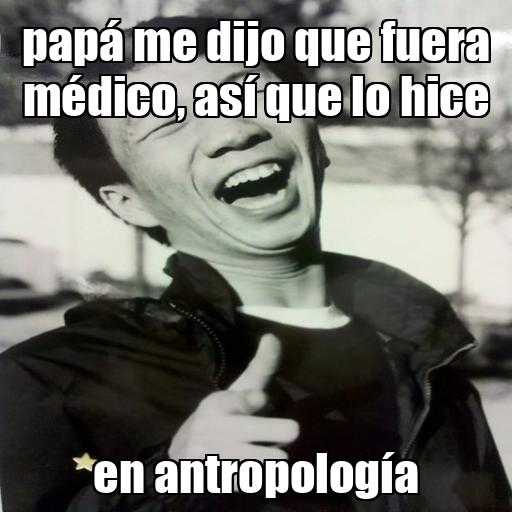 papá me dijo que fuera
médico, así que lo hice
en antropología